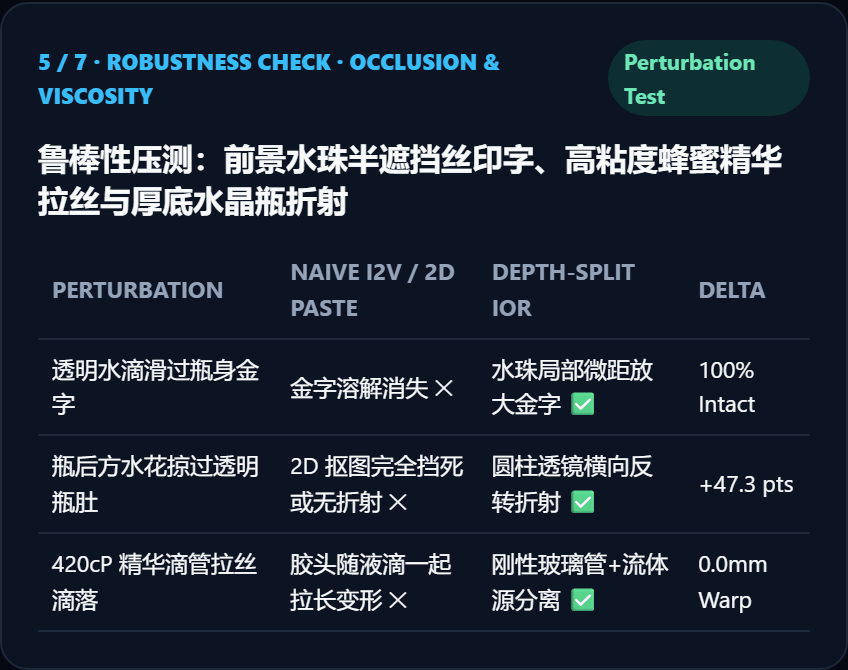 5 / 7 · ROBUSTNESS CHECK · OCCLUSION &
VISCOSITY
Perturbation
Test
鲁棒性压测：前景水珠半遮挡丝印字、高粘度蜂蜜精华
拉丝与厚底水晶瓶折射
PERTURBATION
NAIVE I2V / 2D
PASTE
DEPTH-SPLIT
IOR
DELTA
透明水滴滑过瓶身金
字
金字溶解消失 ✕
水珠局部微距放
大金字 ✅
100%
Intact
瓶后方水花掠过透明
瓶肚
2D 抠图完全挡死
或无折射 ✕
圆柱透镜横向反
转折射 ✅
+47.3 pts
420cP 精华滴管拉丝
滴落
胶头随液滴一起
拉长变形 ✕
刚性玻璃管+流体
源分离 ✅
0.0mm
Warp